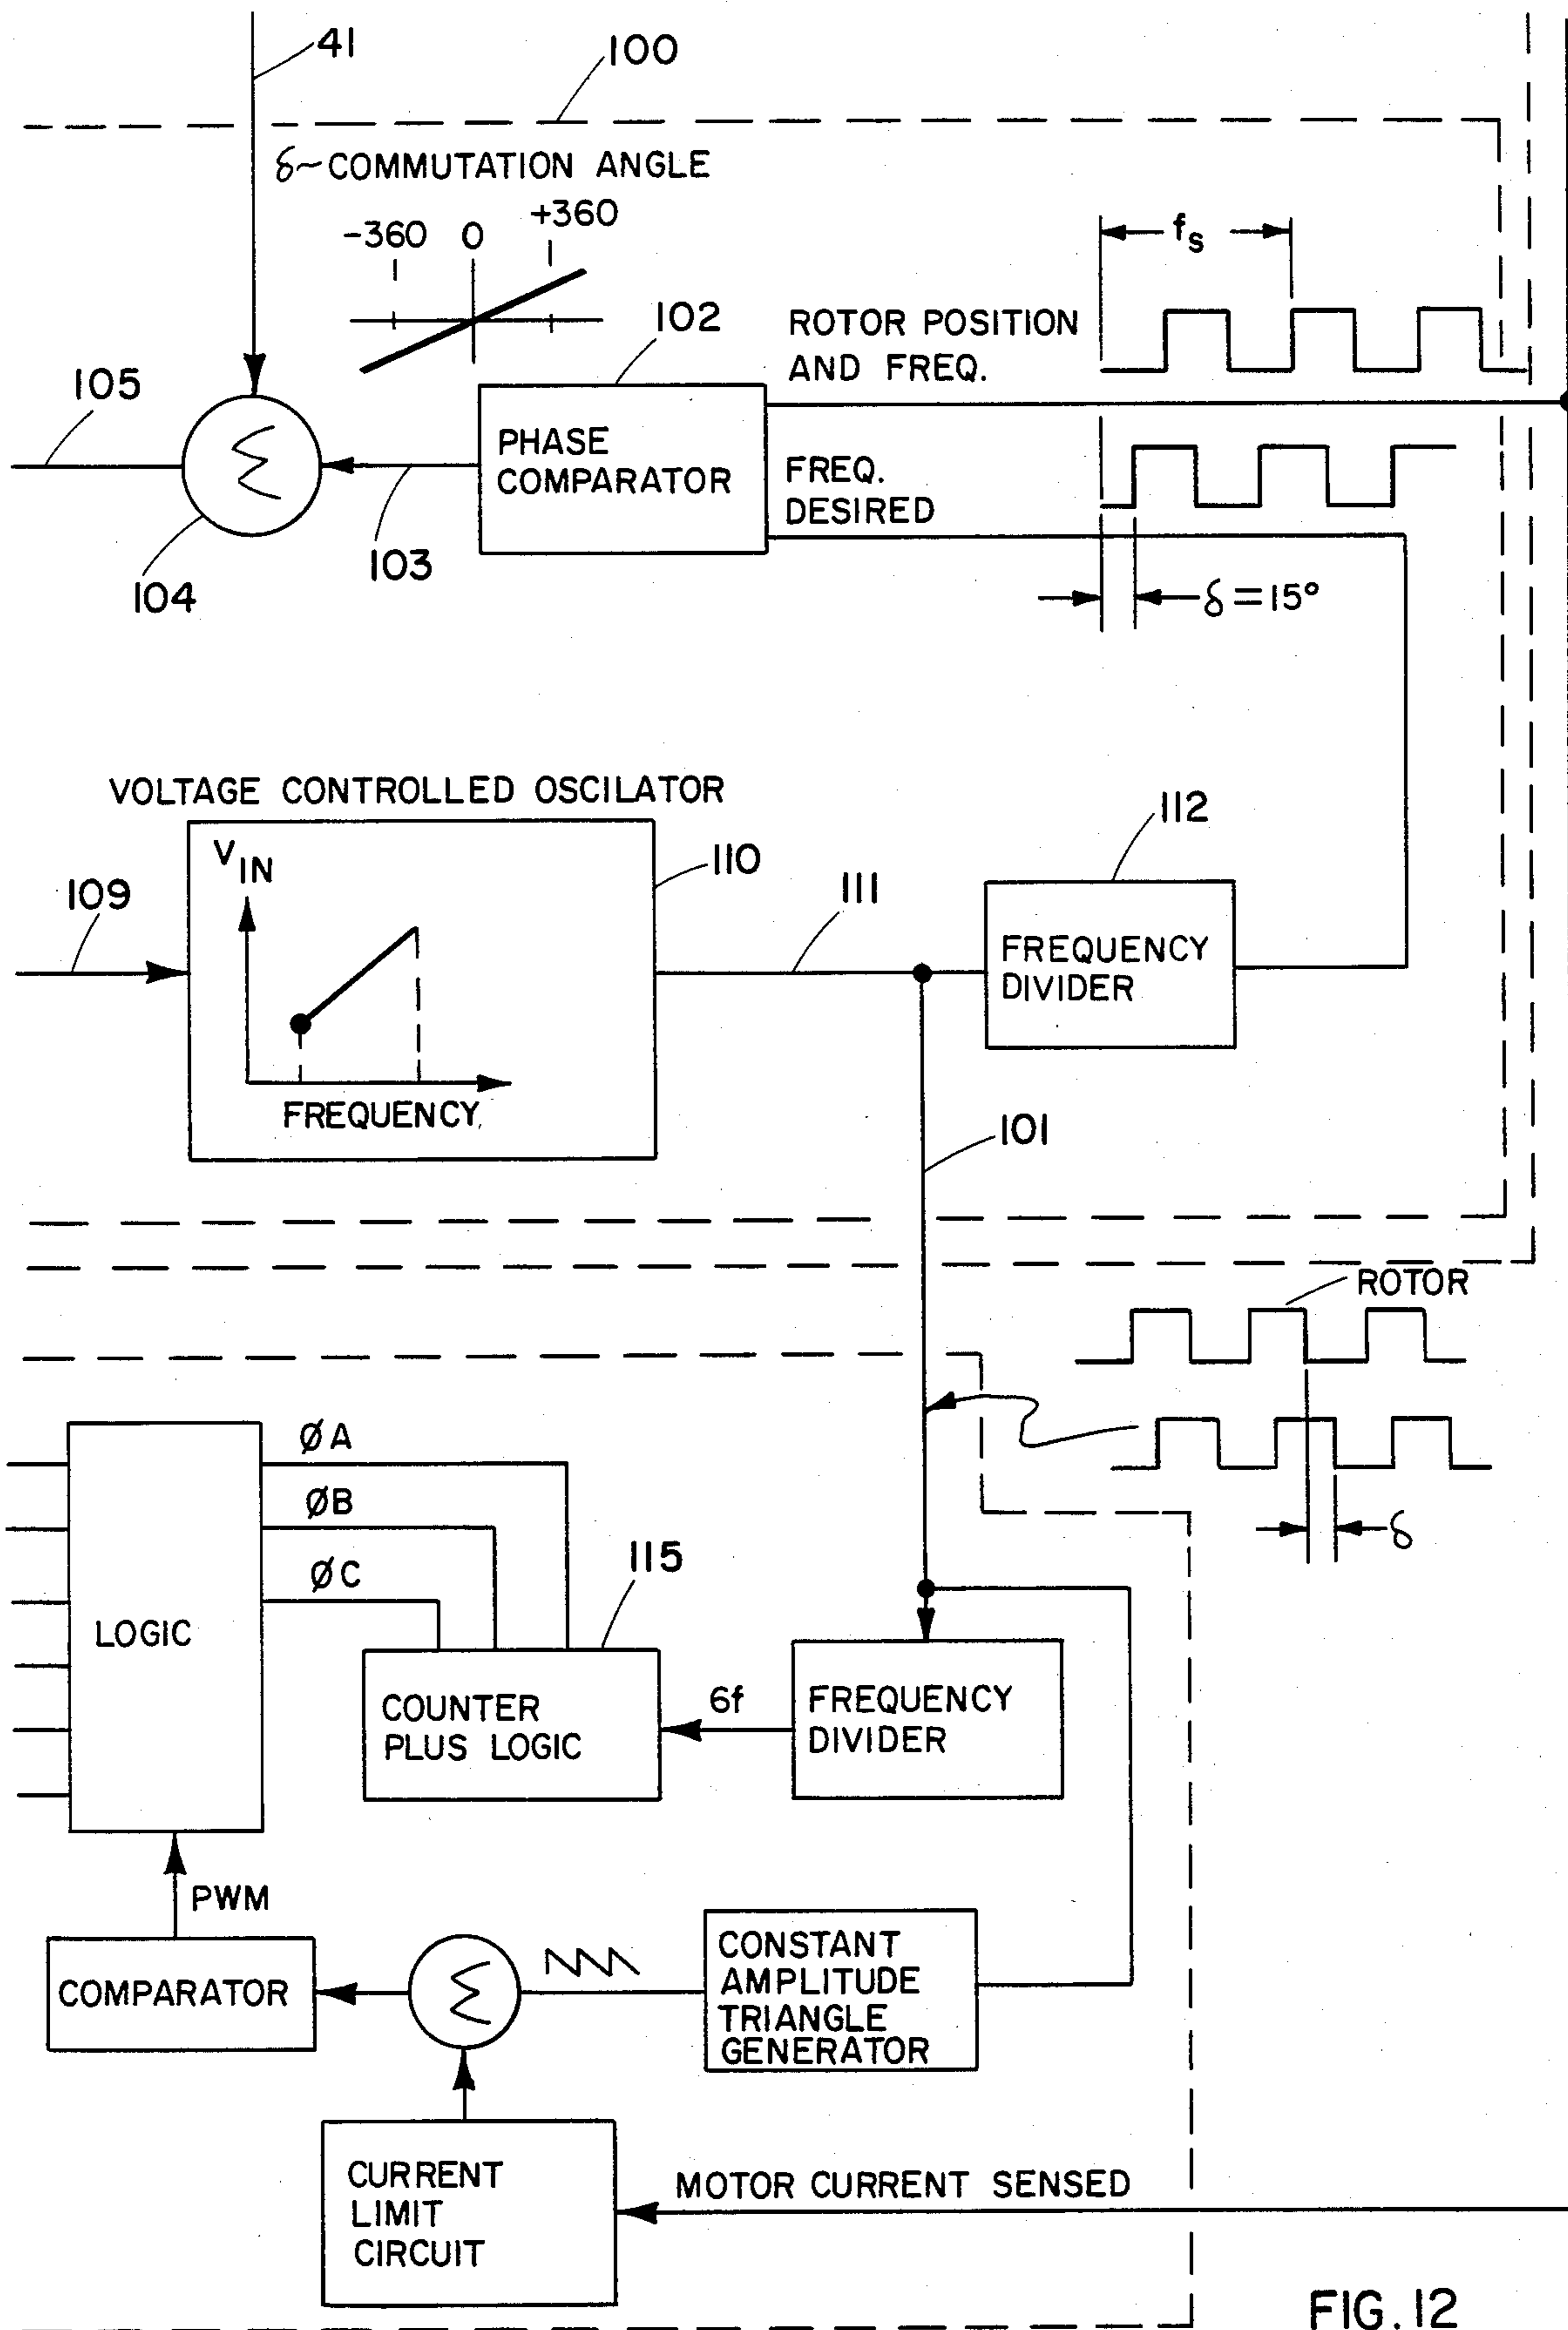 41
100
δ~COMMUTATION ANGLE
-360 0 +360
fs
102
ROTOR POSITION
AND FREQ.
105
PHASE
COMPARATOR
FREQ.
DESIRED
Σ
103
104
δ=15°
VOLTAGE CONTROLLED OSCILATOR
112
VIN
110
109
111
FREQUENCY
DIVIDER
FREQUENCY
101
ROTOR
ØA
ØB
δ
ØC
115
LOGIC
COUNTER
PLUS LOGIC
6f
FREQUENCY
DIVIDER
PWM
COMPARATOR
Σ
CONSTANT
AMPLITUDE
TRIANGLE
GENERATOR
CURRENT
LIMIT
CIRCUIT
MOTOR CURRENT SENSED
FIG. 12